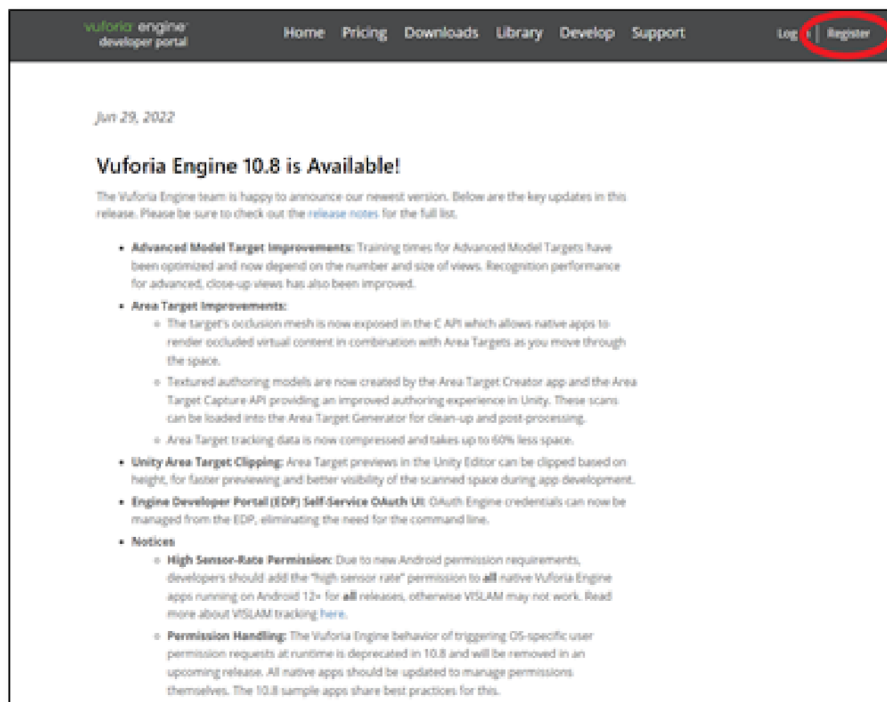 vuforia engine
developer portal
Home Pricing Downloads Library Develop Support
Log | Register
Jun 29, 2022
Vuforia Engine 10.8 is Available!
The Vuforia Engine team is happy to announce our newest version. Below are the key updates in this
release. Please be sure to check out the release notes for the full list.
• Advanced Model Target Improvements: Training times for Advanced Model Targets have
been optimized and now depend on the number and size of views. Recognition performance
for advanced, close-up views has also been improved.
• Area Target Improvements:
○ The target's occlusion mesh is now exposed in the C API which allows native apps to
render occluded virtual content in combination with Area Targets as you move through
the space.
○ Textured authoring models are now created by the Area Target Creator app and the Area
Target Capture API providing an improved authoring experience in Unity. These scans
can be loaded into the Area Target Generator for clean-up and post-processing.
○ Area Target tracking data is now compressed and takes up to 60% less space.
• Unity Area Target Clipping: Area Target previews in the Unity Editor can be clipped based on
height, for faster previewing and better visibility of the scanned space during app development.
• Engine Developer Portal (EDP) Self-Service OAuth UI: OAuth Engine credentials can now be
managed from the EDP, eliminating the need for the command line.
• Notices
○ High Sensor-Rate Permission: Due to new Android permission requirements,
developers should add the "high sensor rate" permission to all native Vuforia Engine
apps running on Android 12+ for all releases, otherwise VISLAM may not work. Read
more about VISLAM tracking here.
○ Permission Handling: The Vuforia Engine behavior of triggering OS-specific user
permission requests at runtime is deprecated in 10.8 and will be removed in an
upcoming release. All native apps should be updated to manage permissions
themselves. The 10.8 sample apps share best practices for this.